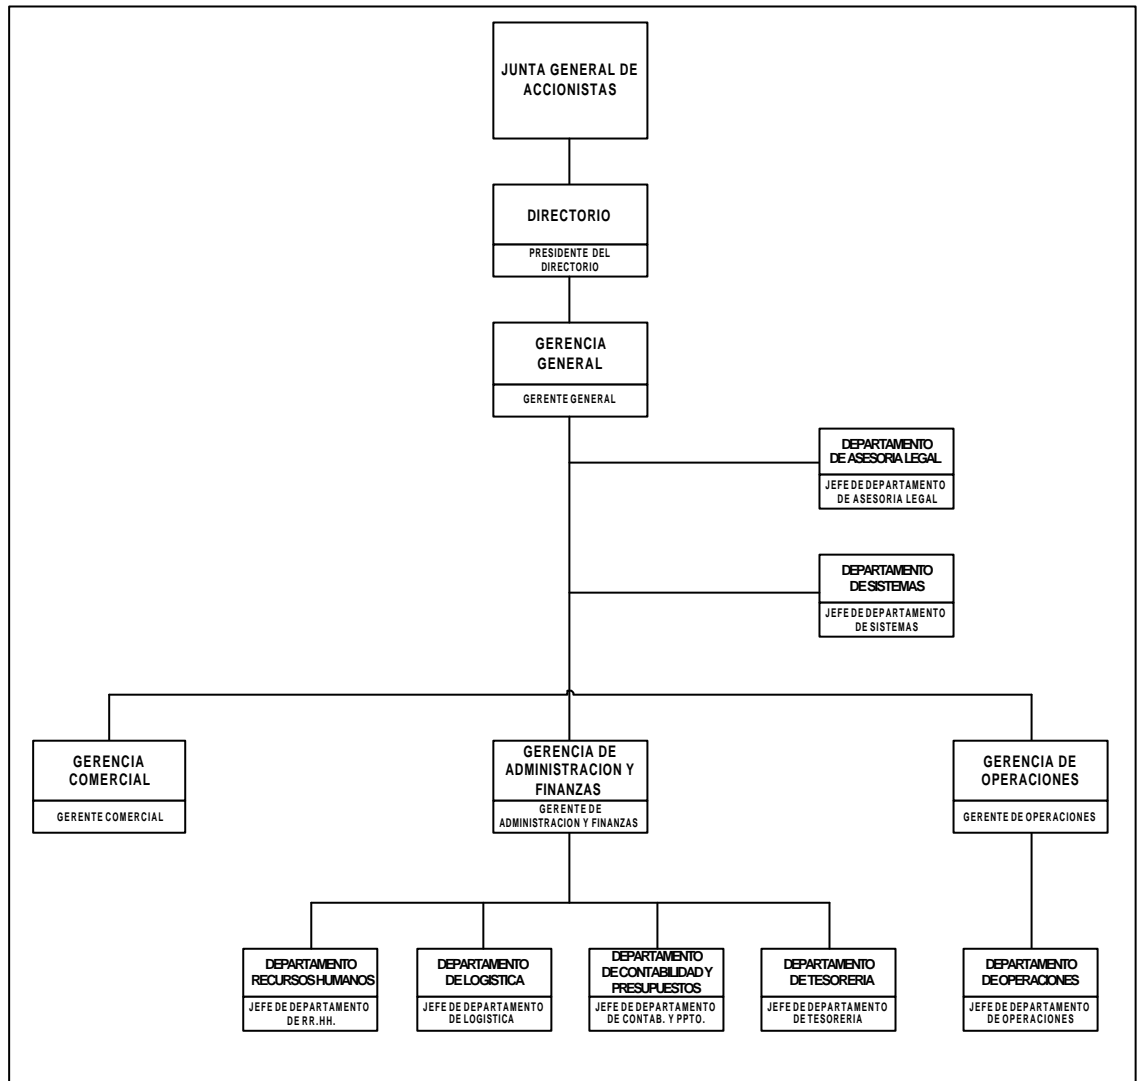 JUNTA GENERAL DE
ACCIONISTAS
DIRECTORIO
PRESIDENTE DEL
DIRECTORIO
GERENCIA
GENERAL
GERENTE GENERAL
DEPARTAMENTO
DE ASESORIA LEGAL
JEFE DE DEPARTAMENTO
DE ASESORIA LEGAL
DEPARTAMENTO
DE SISTEMAS
JEFE DE DEPARTAMENTO
DE SISTEMAS
GERENCIA
COMERCIAL
GERENTE COMERCIAL
GERENCIA DE
ADMINISTRACION Y
FINANZAS
GERENTE DE
ADMINISTRACION Y FINANZAS
GERENCIA DE
OPERACIONES
GERENTE DE OPERACIONES
DEPARTAMENTO
RECURSOS HUMANOS
JEFE DE DEPARTAMENTO
DE RR.HH.
DEPARTAMENTO
DE LOGISTICA
JEFE DE DEPARTAMENTO
DE LOGISTICA
DEPARTAMENTO
DE CONTABILIDAD Y
PRESUPUESTOS
JEFE DE DEPARTAMENTO
DE CONTAB. Y PPTO.
DEPARTAMENTO
DE TESORERIA
JEFE DE DEPARTAMENTO
DE TESORERIA
DEPARTAMENTO
DE OPERACIONES
JEFE DE DEPARTAMENTO
DE OPERACIONES